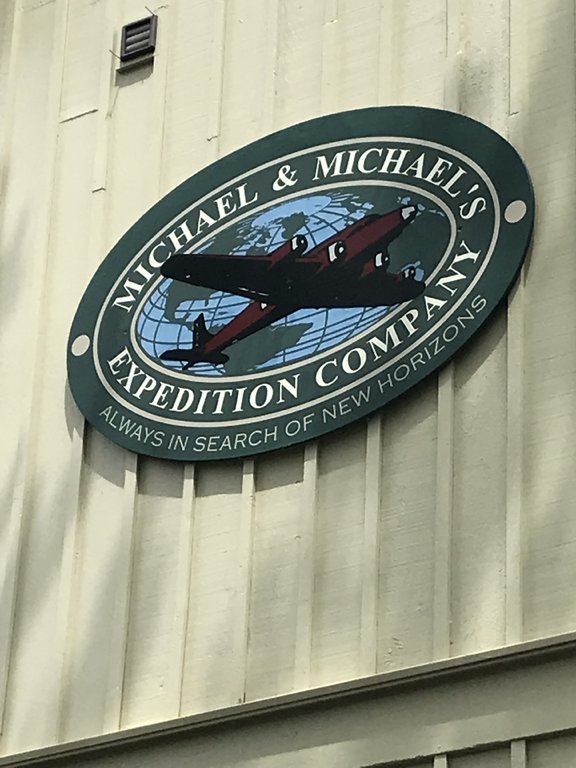 MICHAEL & MICHAEL'S
EXPEDITION COMPANY
ALWAYS IN SEARCH OF NEW HORIZONS